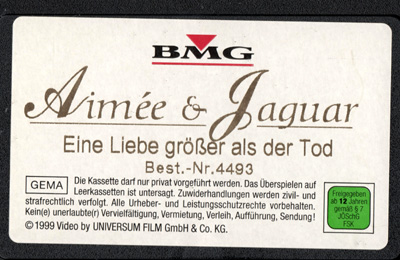 BMG
Aimée & Jaguar
Eine Liebe größer als der Tod
Best.-Nr.4493
GEMA
Die Kassette darf nur privat vorgeführt werden. Das Überspielen auf
Leerkassetten ist untersagt. Zuwiderhandlungen werden zivil- und
strafrechtlich verfolgt. Alle Urheber- und Leistungsschutzrechte vorbehalten.
Kein(e) unerlaubte(r) Vervielfältigung, Vermietung, Verleih, Aufführung, Sendung!
© 1999 Video by UNIVERSUM FILM GmbH & Co. KG.
Freigegeben
ab 12 Jahren
gemäß § 7
JÖSchG
FSK